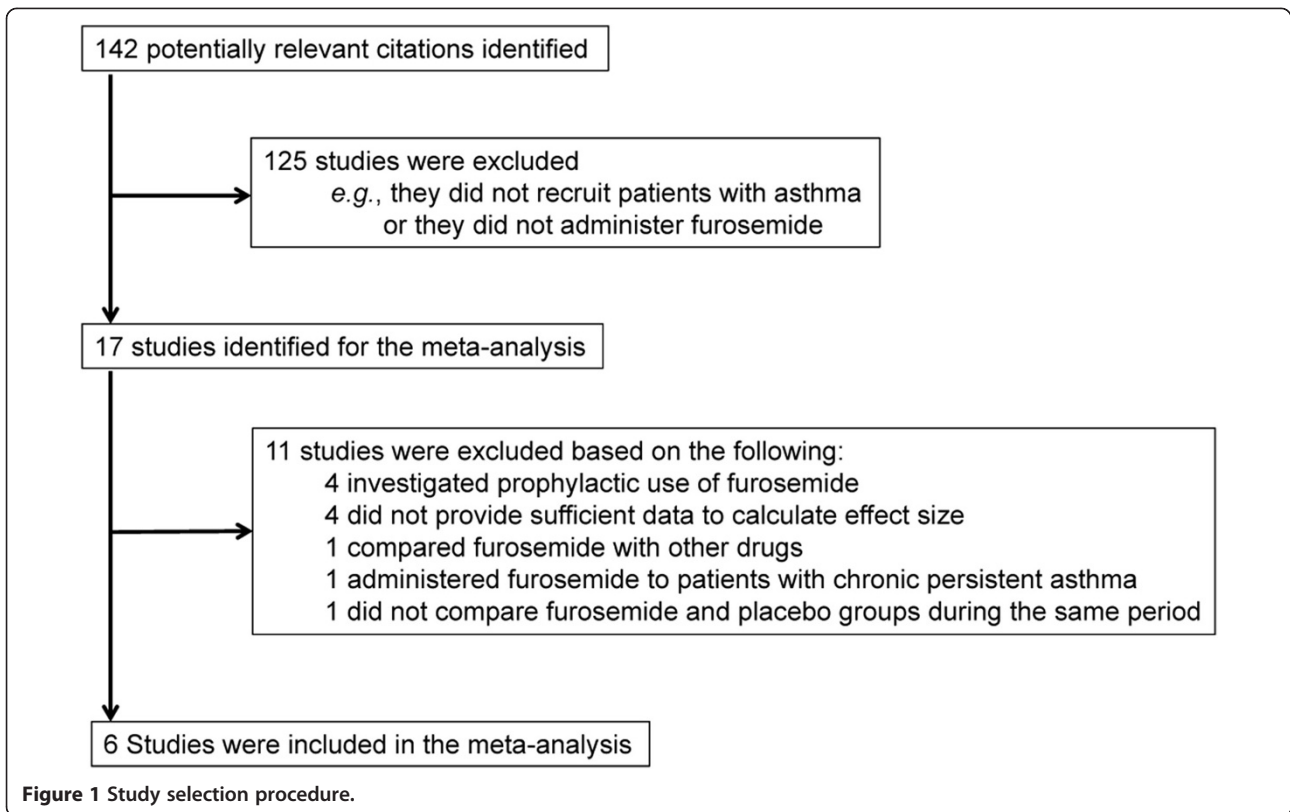 142 potentially relevant citations identified
125 studies were excluded
e.g., they did not recruit patients with asthma
or they did not administer furosemide
17 studies identified for the meta-analysis
11 studies were excluded based on the following:
4 investigated prophylactic use of furosemide
4 did not provide sufficient data to calculate effect size
1 compared furosemide with other drugs
1 administered furosemide to patients with chronic persistent asthma
1 did not compare furosemide and placebo groups during the same period
6 Studies were included in the meta-analysis
Figure 1 Study selection procedure.